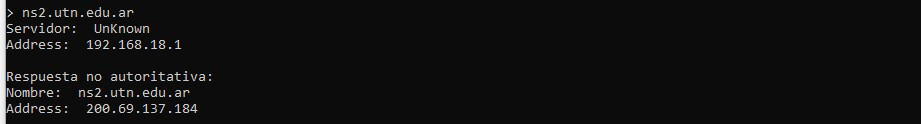 > ns2.utn.edu.ar
Servidor:  UnKnown
Address:  192.168.18.1

Respuesta no autoritativa:
Nombre:  ns2.utn.edu.ar
Address:  200.69.137.184